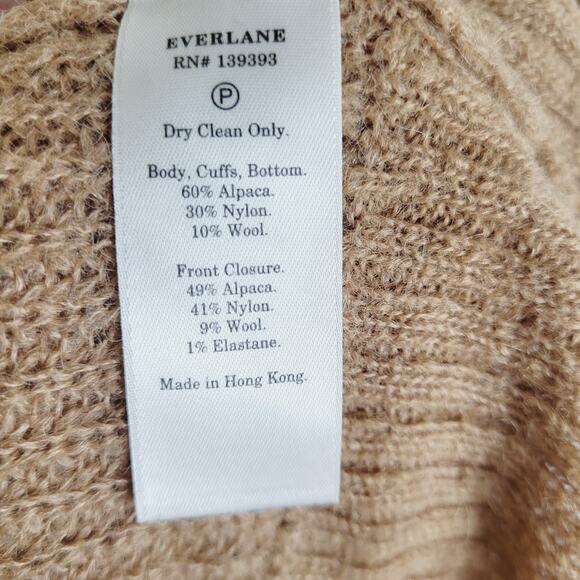 EVERLANE
RN# 139393
P
Dry Clean Only.
Body, Cuffs, Bottom.
60% Alpaca.
30% Nylon.
10% Wool.
Front Closure.
49% Alpaca.
41% Nylon.
9% Wool.
1% Elastane.
Made in Hong Kong.